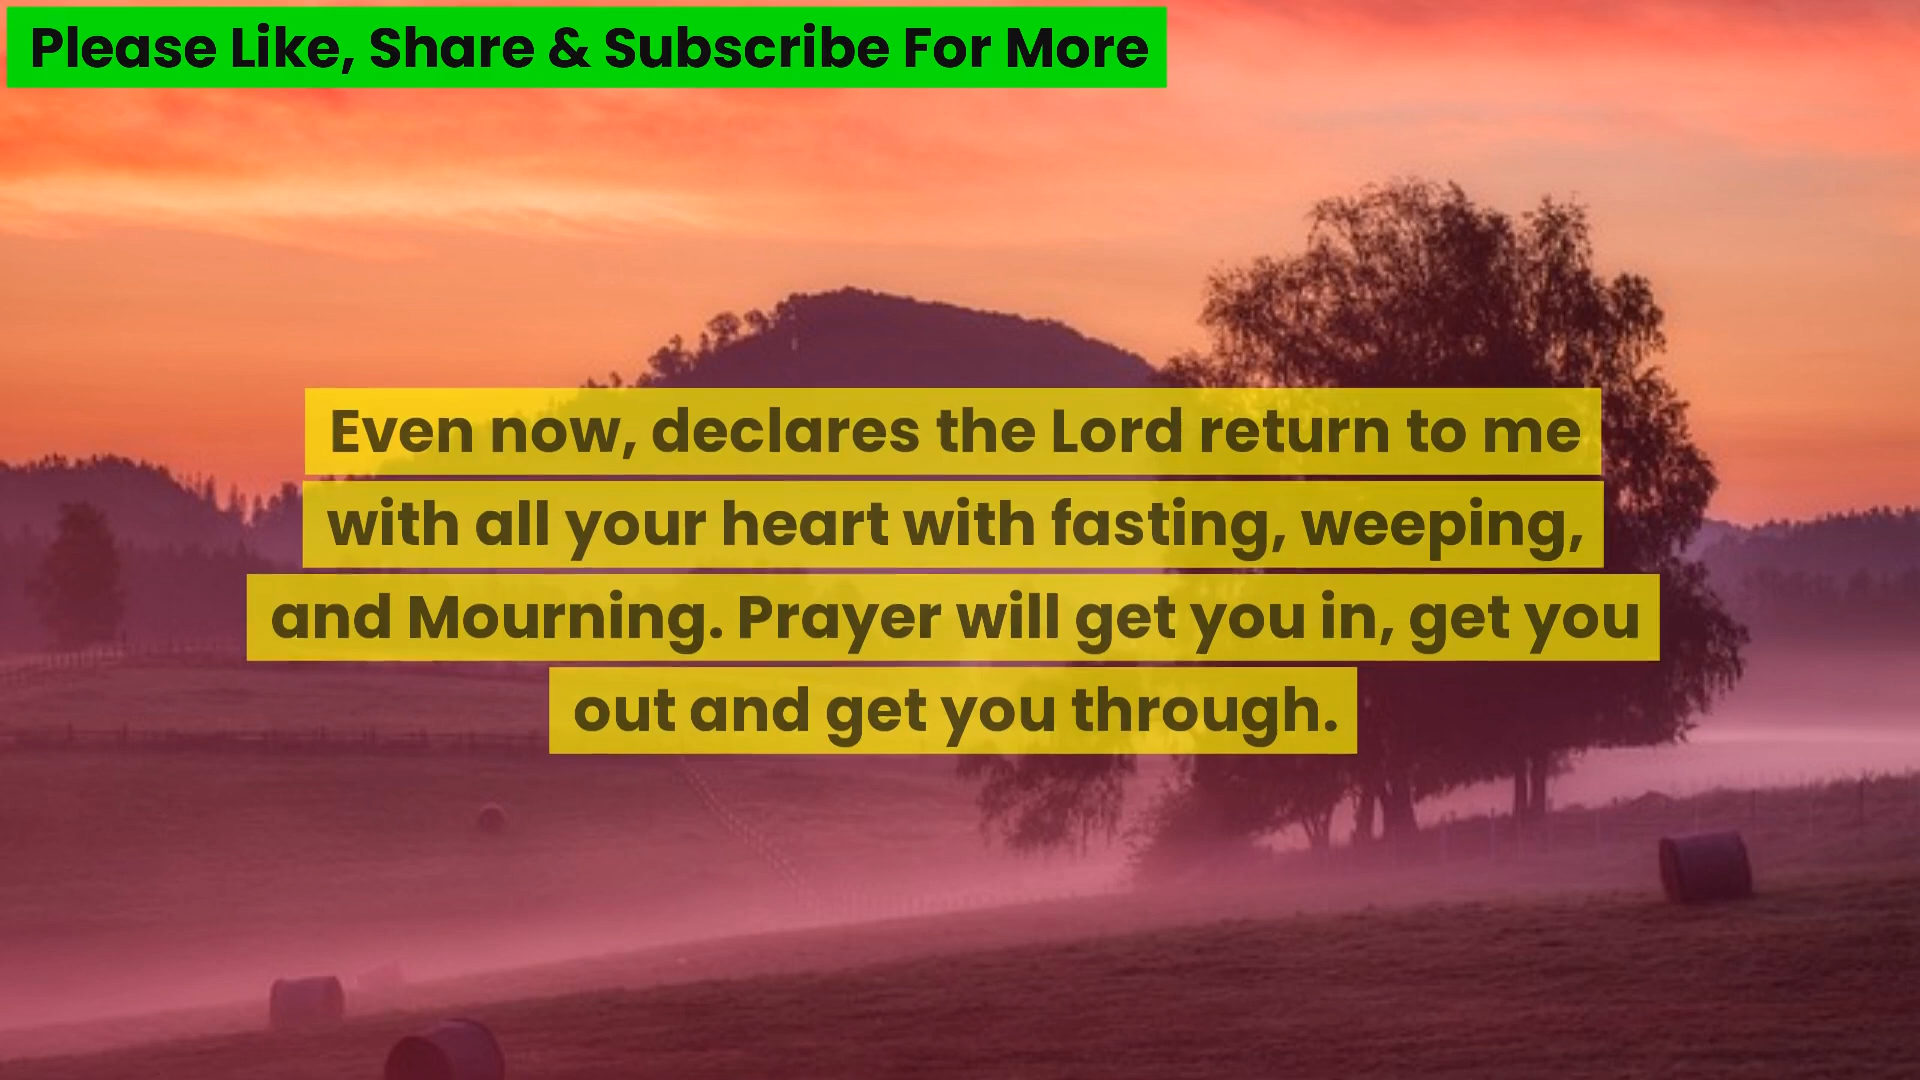 Please Like, Share & Subscribe For More
Even now, declares the Lord return to me
with all your heart with fasting, weeping,
and Mourning. Prayer will get you in, get you
out and get you through.